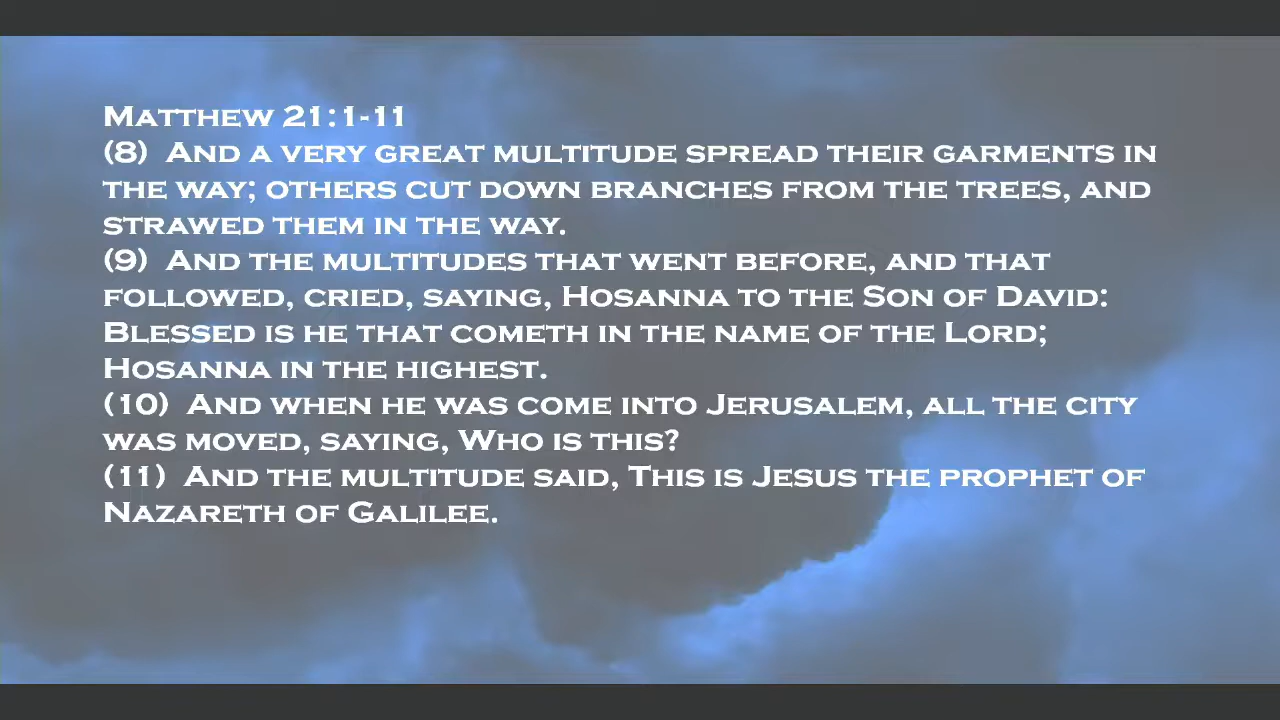 Matthew 21:1-11
(8) And a very great multitude spread their garments in
the way; others cut down branches from the trees, and
strawed them in the way.
(9) And the multitudes that went before, and that
followed, cried, saying, Hosanna to the Son of David:
Blessed is he that cometh in the name of the Lord;
Hosanna in the highest.
(10) And when he was come into Jerusalem, all the city
was moved, saying, Who is this?
(11) And the multitude said, This is Jesus the prophet of
Nazareth of Galilee.